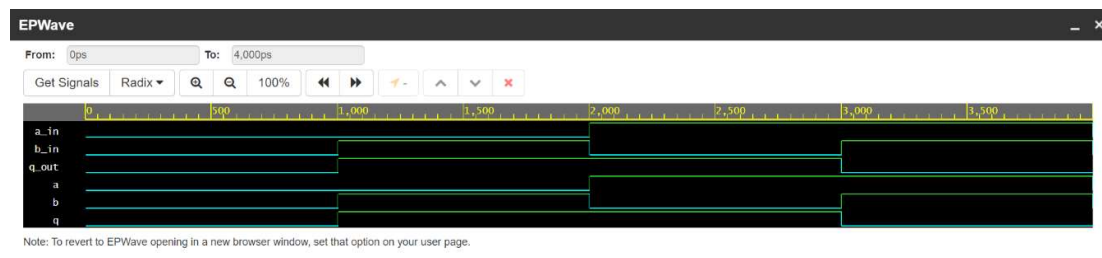 EPWave
From: 0ps To: 4,000ps
Get Signals Radix 100%
0 500 1,000 1,500 2,000 2,500 3,000 3,500
a_in
b_in
q_out
a
b
q
Note: To revert to EPWave opening in a new browser window, set that option on your user page.